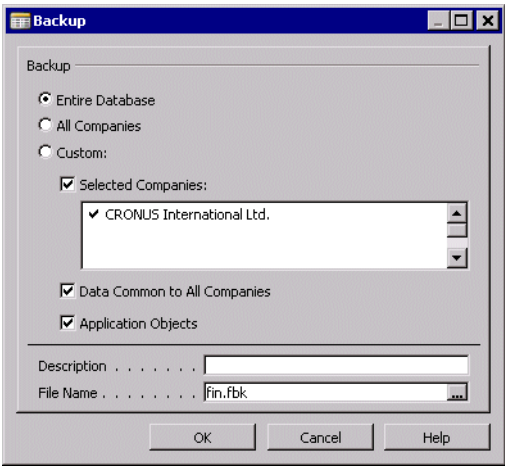 Backup
Backup
Entire Database
All Companies
Custom:
Selected Companies:
CRONUS International Ltd.
Data Common to All Companies
Application Objects
Description . . . . . . .
File Name . . . . . . . . fin.fbk ...
OK Cancel Help